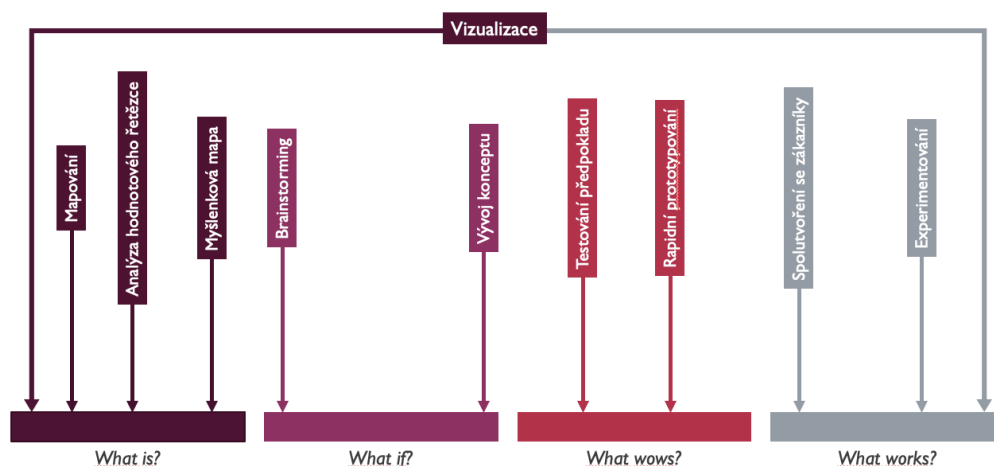 Vizualizace
Mapování
Analýza hodnotového řetězce
Myšlenková mapa
Brainstorming
Vývoj konceptu
Testování předpokladu
Rapidní prototypování
Spolutvoření se zákazníky
Experimentování
What is?
What if?
What wows?
What works?